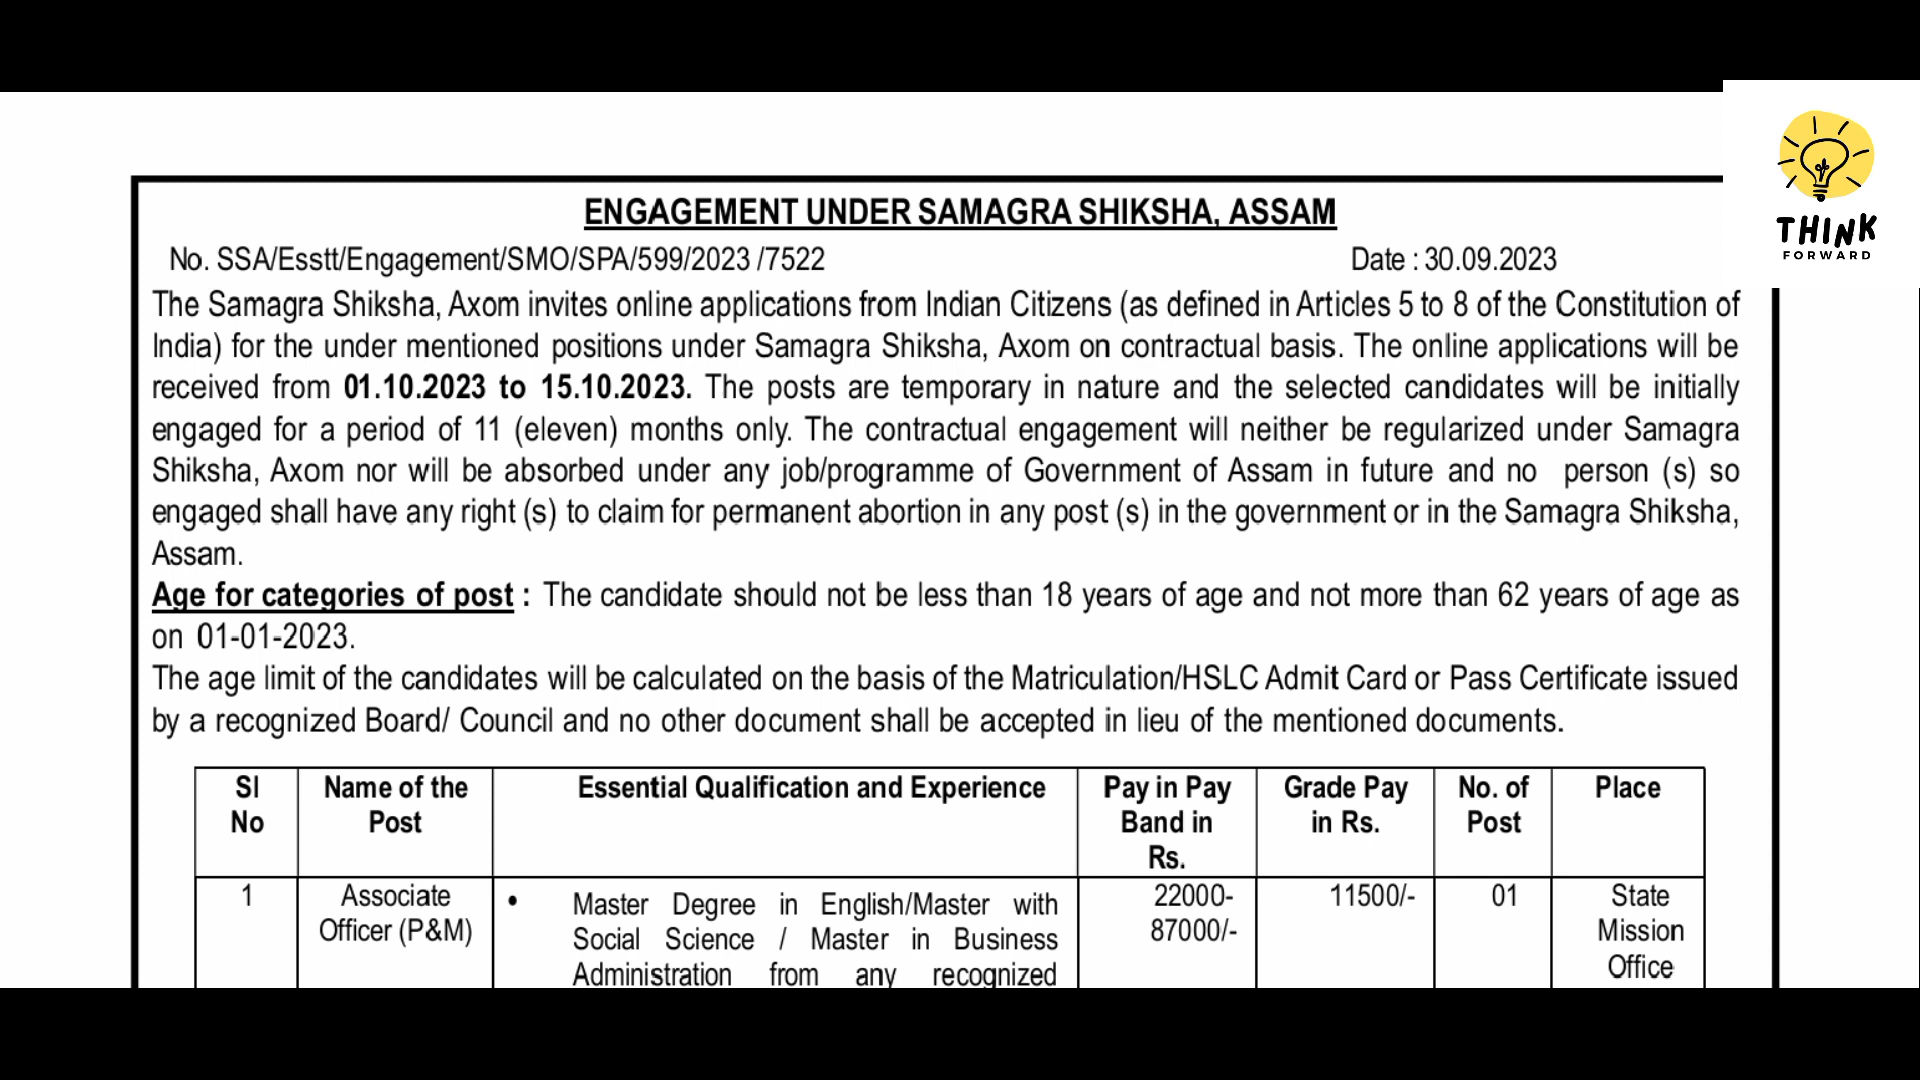 ENGAGEMENT UNDER SAMAGRA SHIKSHA, ASSAM
No. SSA/Esstt/Engagement/SMO/SPA/599/2023 /7522 Date : 30.09.2023
The Samagra Shiksha, Axom invites online applications from Indian Citizens (as defined in Articles 5 to 8 of the Constitution of
India) for the under mentioned positions under Samagra Shiksha, Axom on contractual basis. The online applications will be
received from 01.10.2023 to 15.10.2023. The posts are temporary in nature and the selected candidates will be initially
engaged for a period of 11 (eleven) months only. The contractual engagement will neither be regularized under Samagra
Shiksha, Axom nor will be absorbed under any job/programme of Government of Assam in future and no person (s) so
engaged shall have any right (s) to claim for permanent abortion in any post (s) in the government or in the Samagra Shiksha,
Assam.
Age for categories of post : The candidate should not be less than 18 years of age and not more than 62 years of age as
on 01-01-2023.
The age limit of the candidates will be calculated on the basis of the Matriculation/HSLC Admit Card or Pass Certificate issued
by a recognized Board/ Council and no other document shall be accepted in lieu of the mentioned documents.
Sl Name of the Essential Qualification and Experience Pay in Pay Grade Pay No. of Place
No Post Band in in Rs. Post
Rs.
1 Associate • Master Degree in English/Master with 22000- 11500/- 01 State
Officer (P&M) Social Science / Master in Business 87000/- Mission
Administration from any recognized Office
THINK
FORWARD